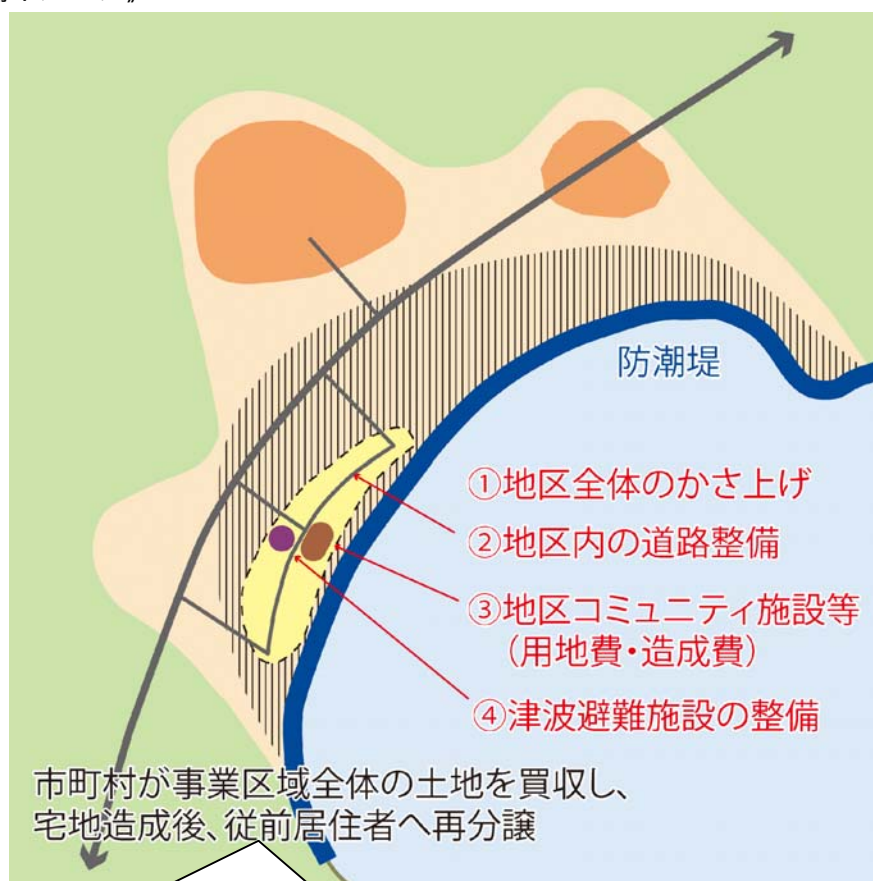 防潮堤
①地区全体のかさ上げ
②地区内の道路整備
③地区コミュニティ施設等
（用地費・造成費）
④津波避難施設の整備
市町村が事業区域全体の土地を買収し、
宅地造成後、従前居住者へ再分譲